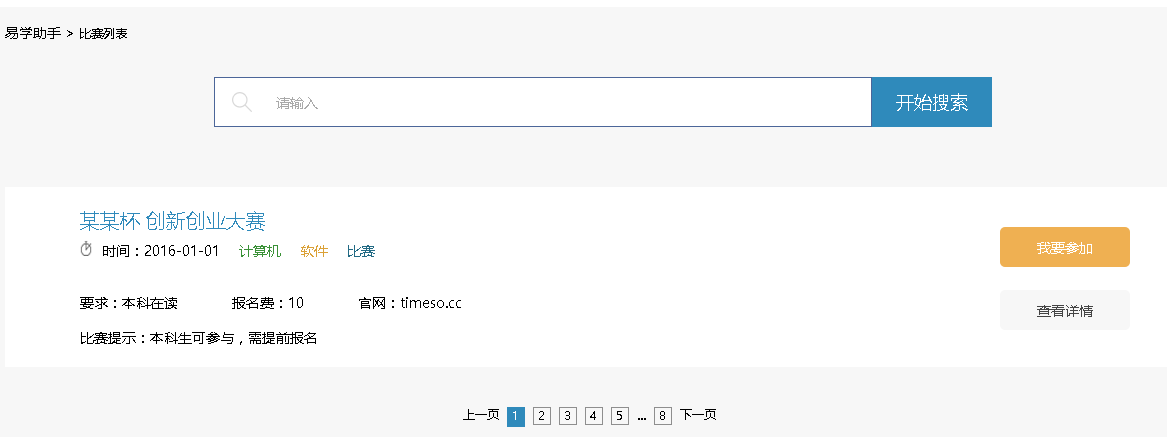 易学助手 > 比赛列表
请输入 开始搜索
某某杯 创新创业大赛
时间：2016-01-01 计算机 软件 比赛
我要参加
要求：本科在读 报名费：10 官网：timeso.cc
查看详情
比赛提示：本科生可参与，需提前报名
上一页 1 2 3 4 5 ... 8 下一页